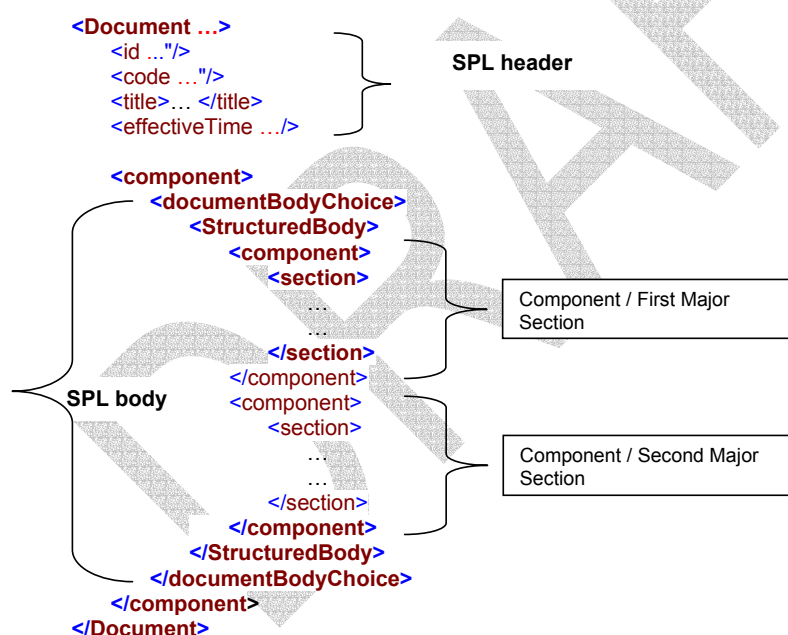 <Document …>
<id ..."/>
<code …"/>
<title>… </title>
<effectiveTime …/>
SPL header
<component>
<documentBodyChoice>
<StructuredBody>
<component>
<section>
…
…
</section>
</component>
Component / First Major
Section
SPL body
<component>
<section>
…
…
</section>
</component>
Component / Second Major
Section
</StructuredBody>
</documentBodyChoice>
</component>
</Document>
DRAFT